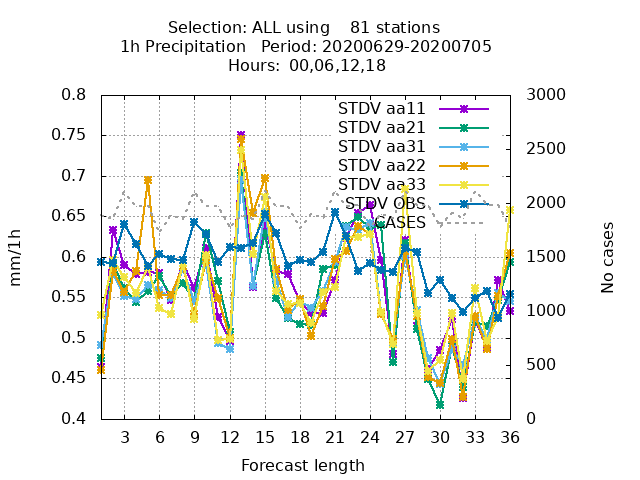 Selection: ALL using    81 stations
1h Precipitation   Period: 20200629-20200705
Hours:  00,06,12,18
STDV aa11
STDV aa21
STDV aa31
STDV aa22
STDV aa33
STDV OBS
CASES
0.8
0.75
0.7
0.65
0.6
0.55
0.5
0.45
0.4
mm/1h
3000
2500
2000
1500
1000
500
0
No cases
3 6 9 12 15 18 21 24 27 30 33 36
Forecast length